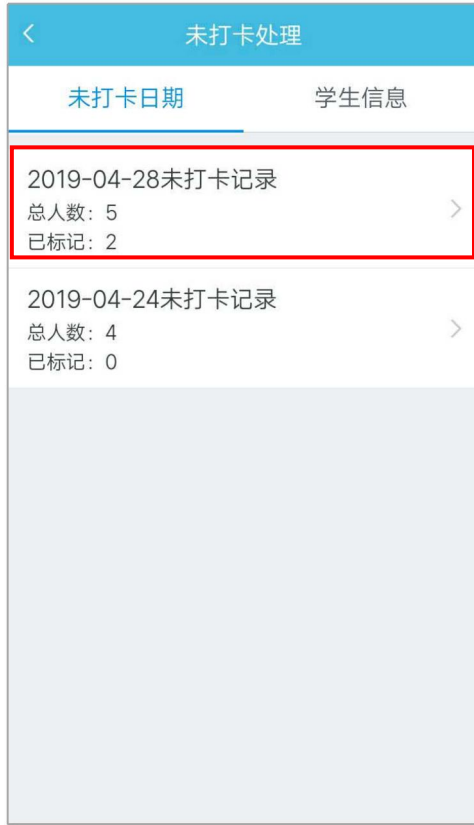 未打卡处理
未打卡日期 学生信息
2019-04-28未打卡记录
总人数：5
已标记：2
2019-04-24未打卡记录
总人数：4
已标记：0